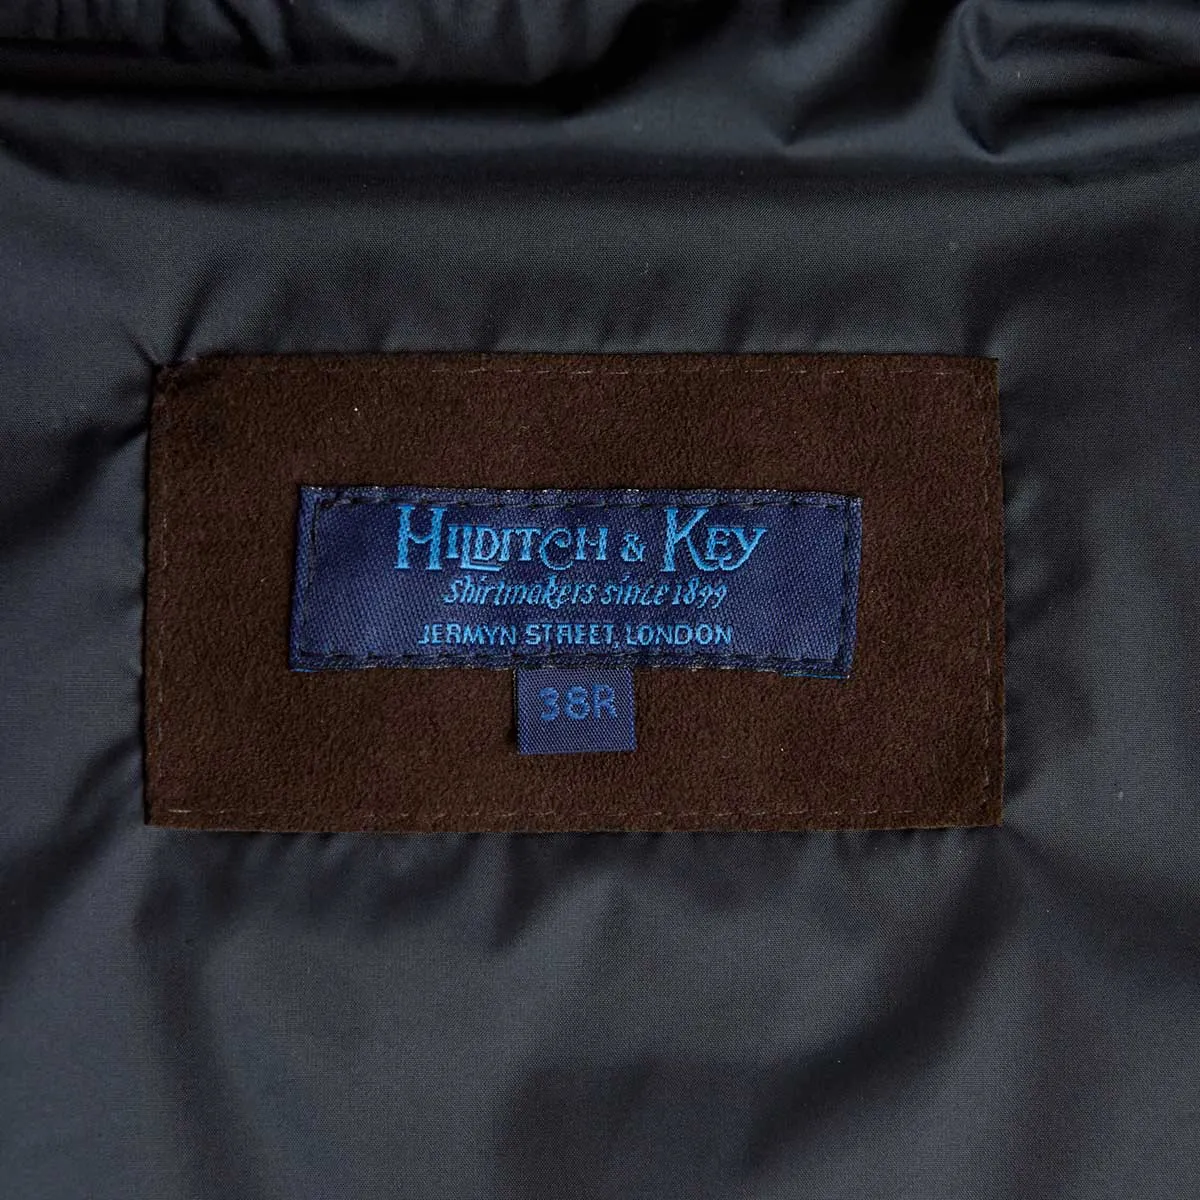 HILDITCH & KEY
Shirtmakers since 1899
JERMYN STREET, LONDON
38R